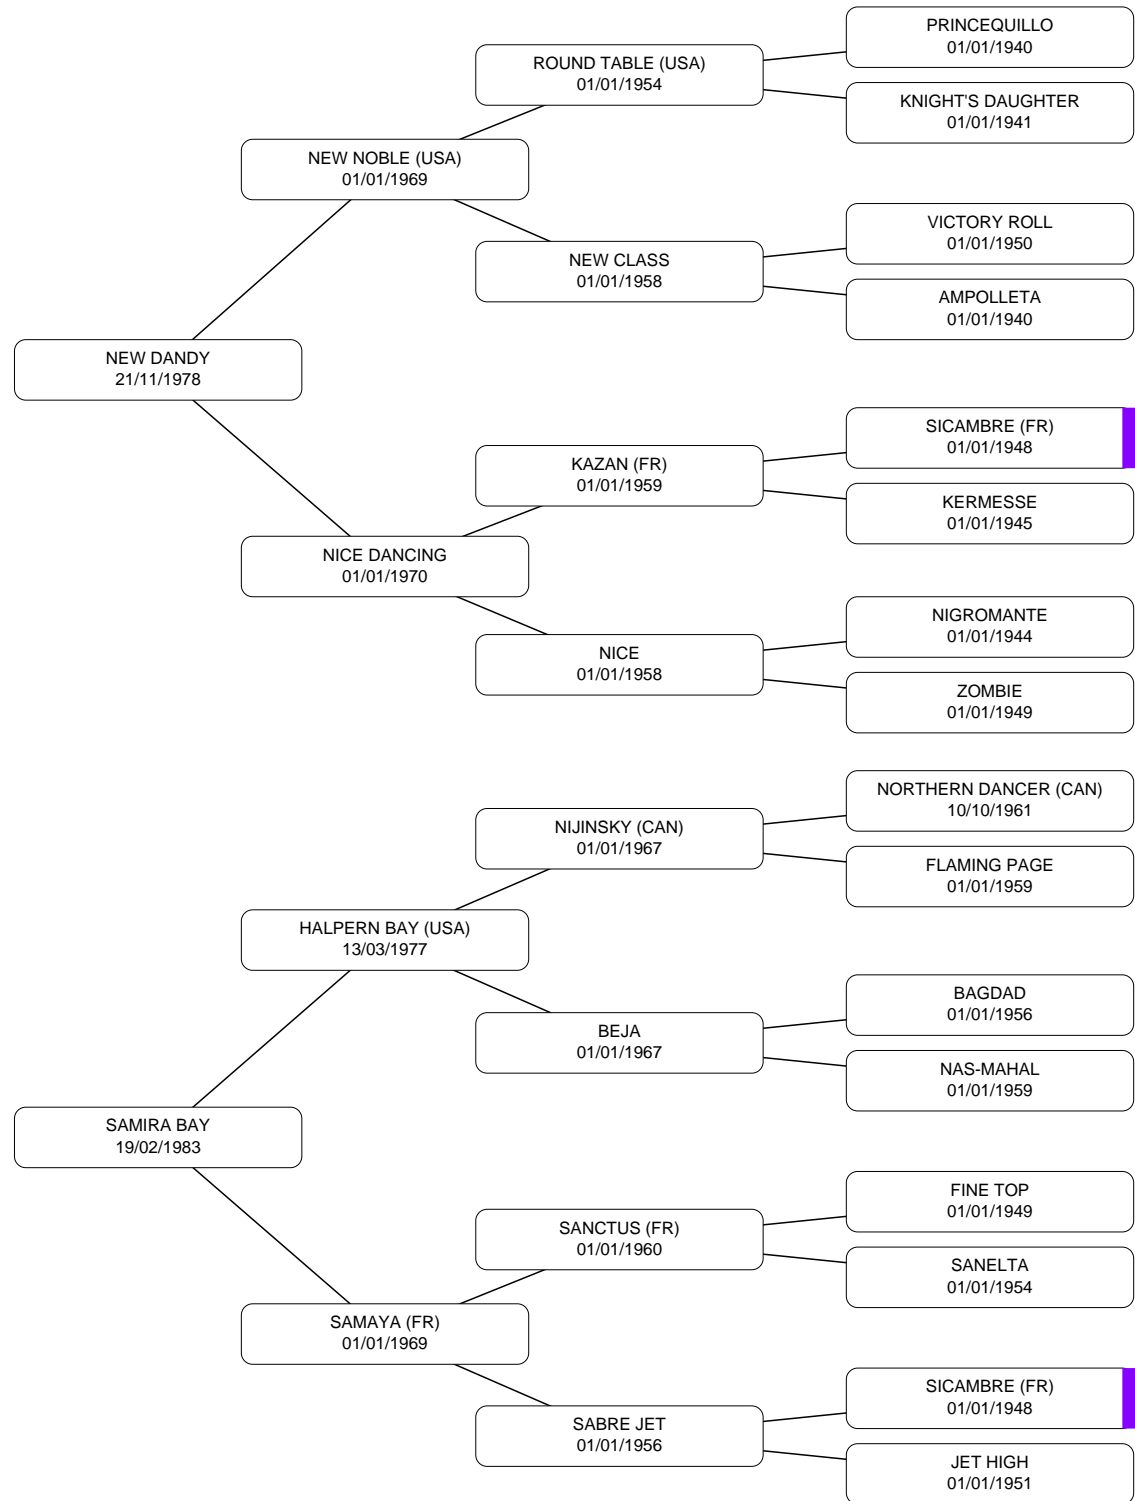 PRINCEQUILLO
01/01/1940
ROUND TABLE (USA)
01/01/1954
KNIGHT'S DAUGHTER
01/01/1941
NEW NOBLE (USA)
01/01/1969
VICTORY ROLL
01/01/1950
NEW CLASS
01/01/1958
AMPOLLETA
01/01/1940
NEW DANDY
21/11/1978
SICAMBRE (FR)
01/01/1948
KAZAN (FR)
01/01/1959
KERMESSE
01/01/1945
NICE DANCING
01/01/1970
NIGROMANTE
01/01/1944
NICE
01/01/1958
ZOMBIE
01/01/1949
NORTHERN DANCER (CAN)
10/10/1961
NIJINSKY (CAN)
01/01/1967
FLAMING PAGE
01/01/1959
HALPERN BAY (USA)
13/03/1977
BAGDAD
01/01/1956
BEJA
01/01/1967
NAS-MAHAL
01/01/1959
SAMIRA BAY
19/02/1983
FINE TOP
01/01/1949
SANCTUS (FR)
01/01/1960
SANELTA
01/01/1954
SAMAYA (FR)
01/01/1969
SICAMBRE (FR)
01/01/1948
SABRE JET
01/01/1956
JET HIGH
01/01/1951